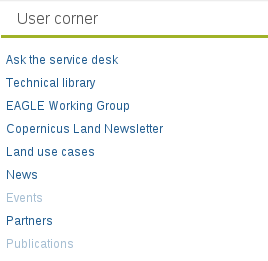 User corner
Ask the service desk
Technical library
EAGLE Working Group
Copernicus Land Newsletter
Land use cases
News
Events
Partners
Publications